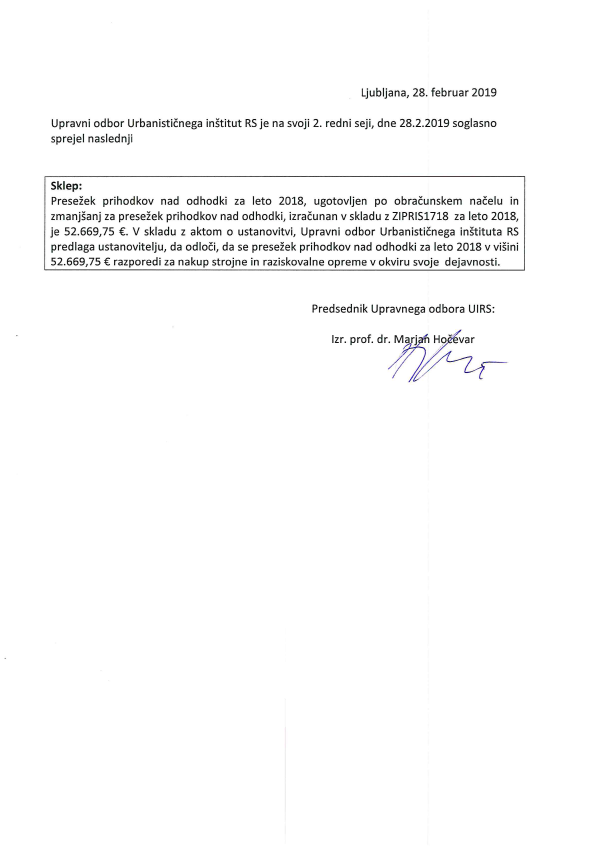 Ljubljana, 28. februar 2019
Upravni odbor Urbanističnega inštitut RS je na svoji 2. redni seji, dne 28.2.2019 soglasno
sprejel naslednji
Sklep:
Presežek prihodkov nad odhodki za leto 2018, ugotovljen po obračunskem načelu in
zmanjšanj za presežek prihodkov nad odhodki, izračunan v skladu z ZIPRIS1718 za leto 2018,
je 52.669,75 €. V skladu z aktom o ustanovitvi, Upravni odbor Urbanističnega inštituta RS
predlaga ustanovitelju, da odloči, da se presežek prihodkov nad odhodki za leto 2018 v višini
52.669,75 € razporedi za nakup strojne in raziskovalne opreme v okviru svoje dejavnosti.
Predsednik Upravnega odbora UIRS:
Izr. prof. dr. Marjan Hočevar